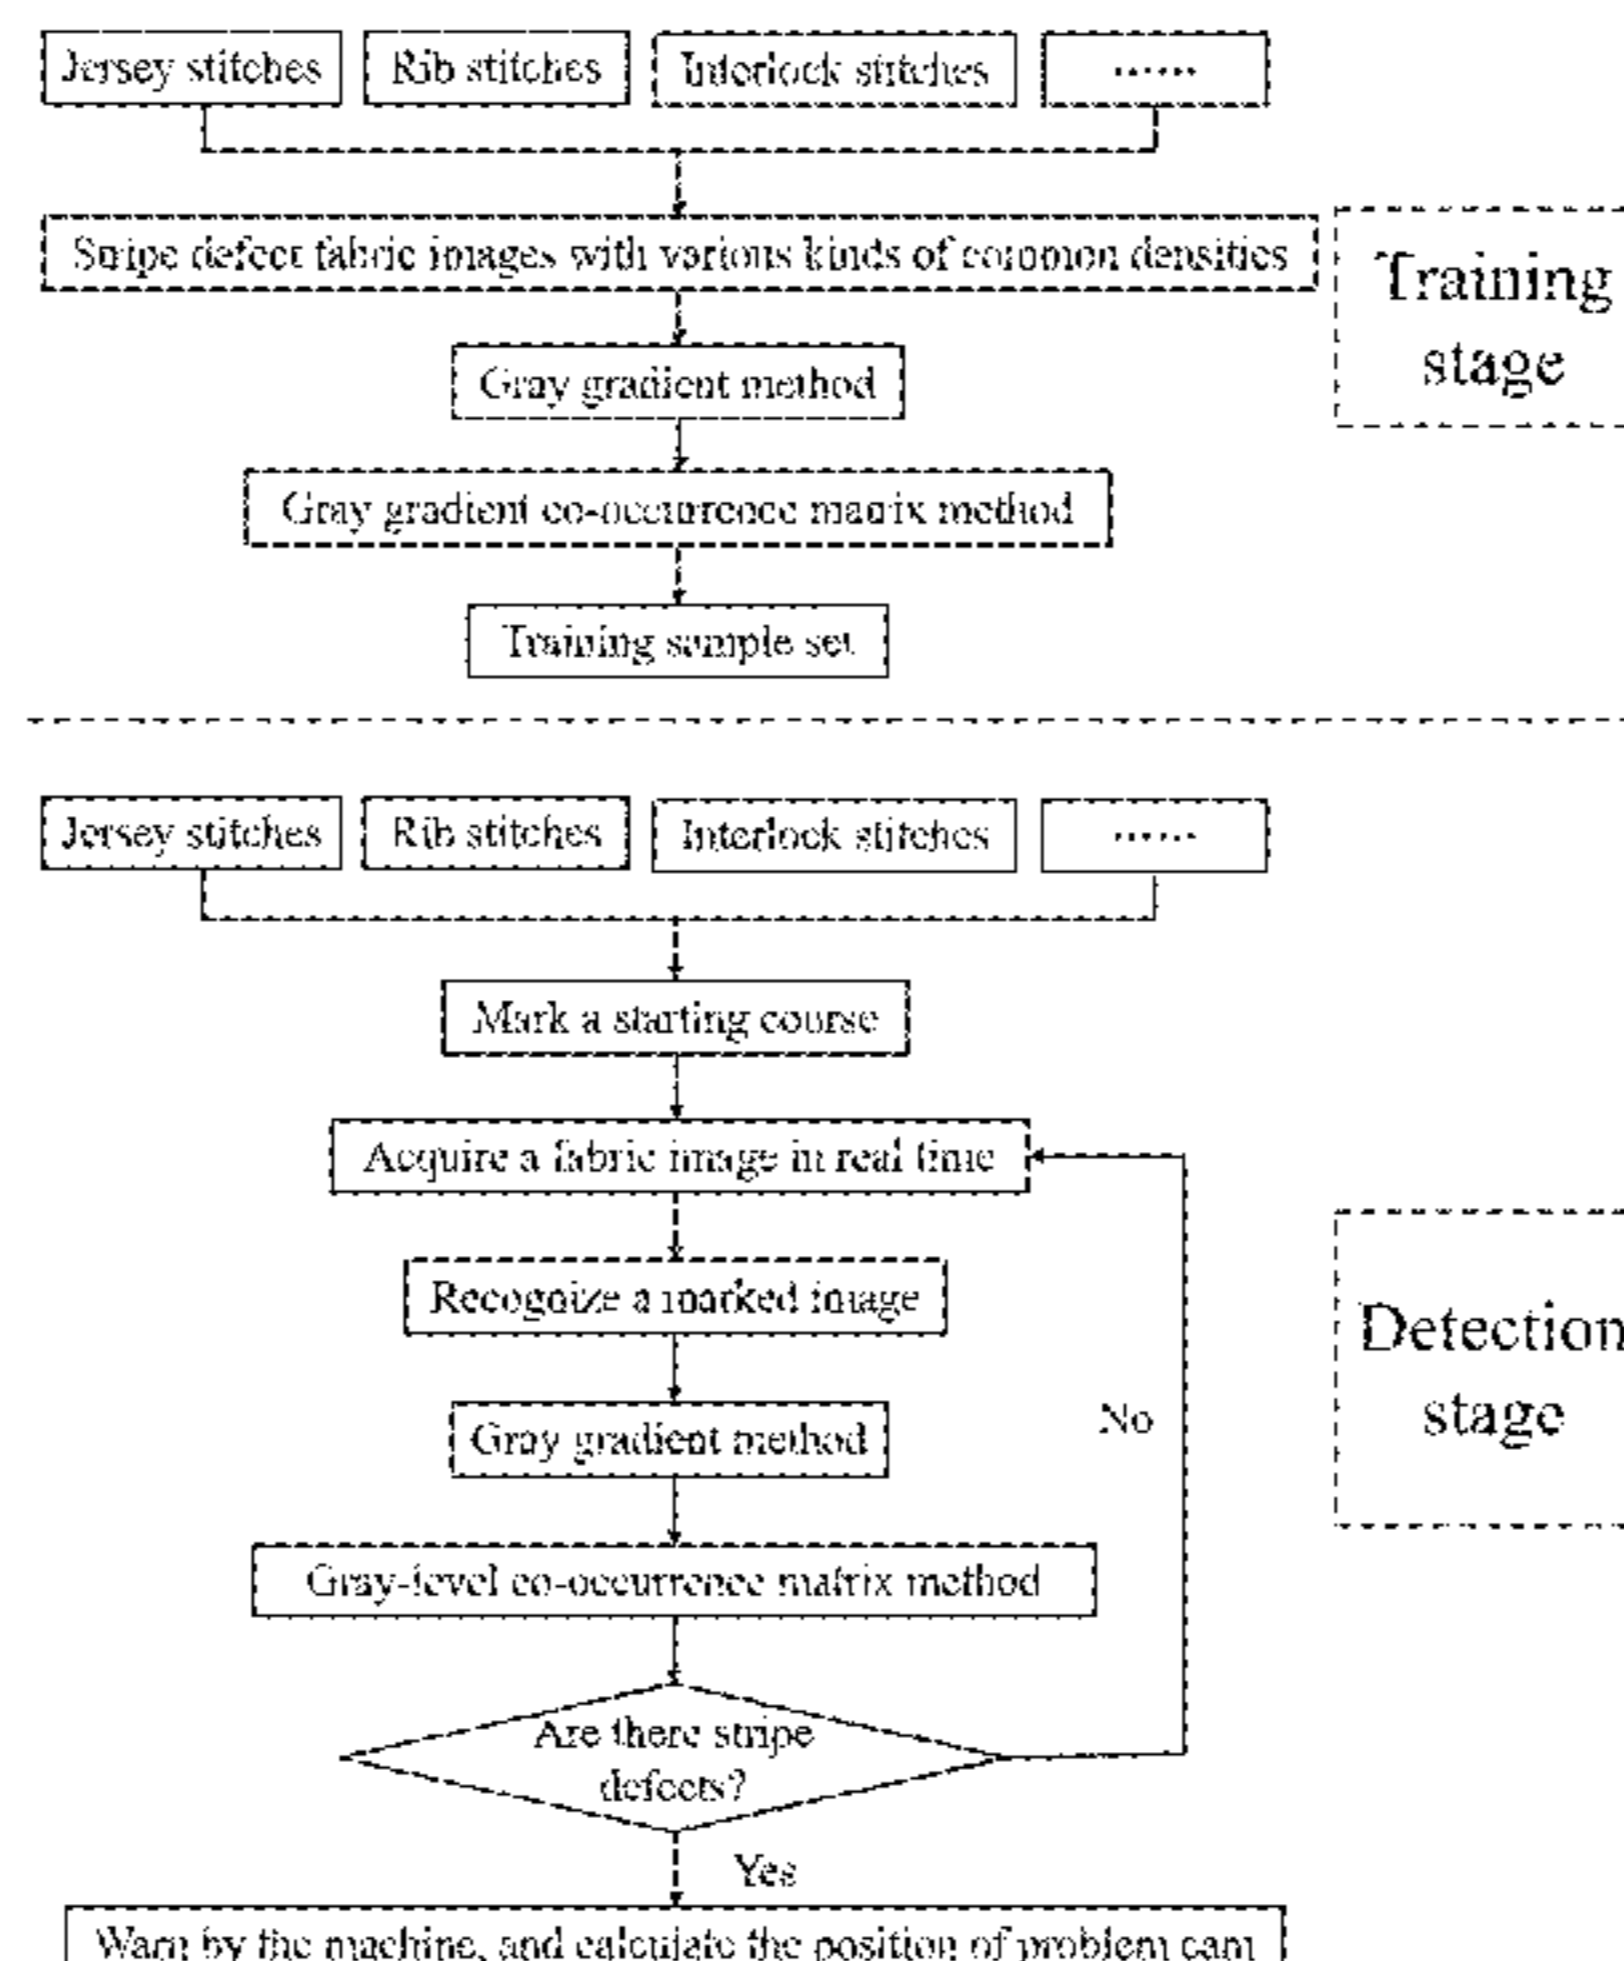 Jersey stitches
Rib stitches
Interlock stitches
......
Stripe defect fabric images with various kinds of common densities
Training
stage
Gray gradient method
Gray gradient co-occurrence matrix method
Training sample set
Jersey stitches
Rib stitches
Interlock stitches
......
Mark a starting course
Acquire a fabric image in real time
Recognize a marked image
Detection
stage
No
Gray gradient method
Gray-level co-occurrence matrix method
Are there stripe
defects?
Yes
Warn by the machine, and calculate the position of problem cam